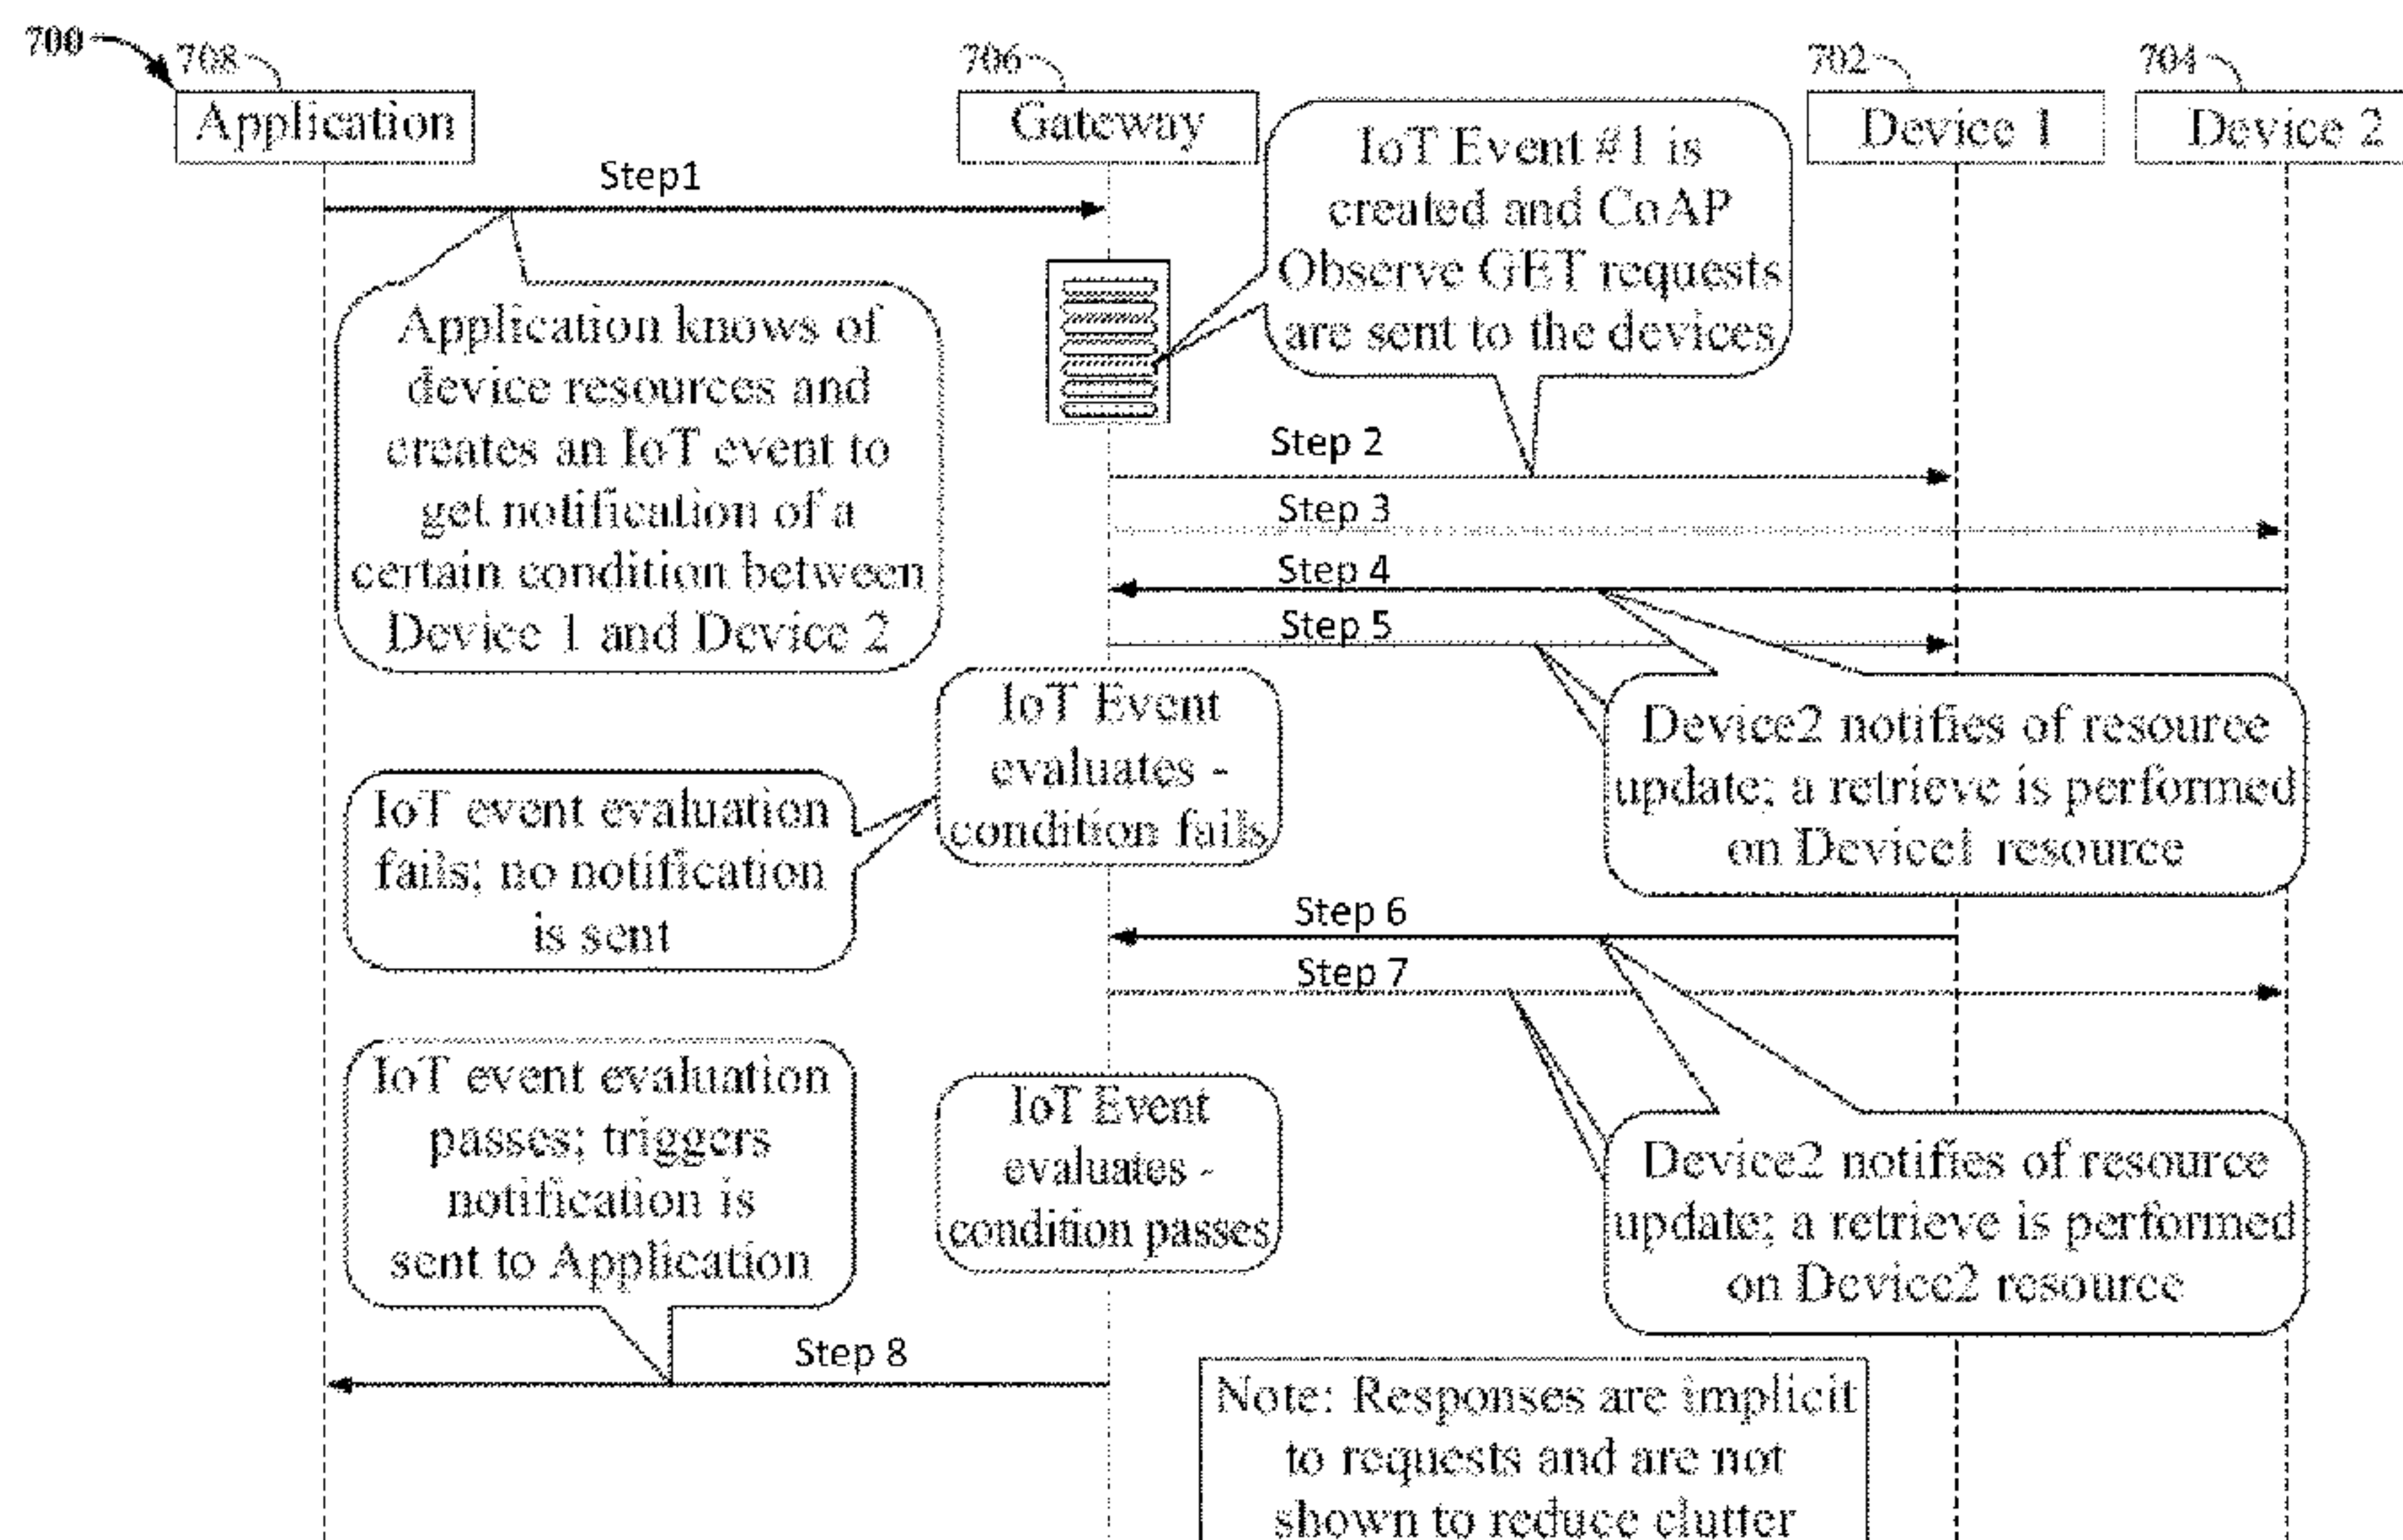 700
708
706
702
704
Application
Gateway
Device 1
Device 2
Step1
IoT Event #1 is
created and CoAP
Observe GET requests
are sent to the devices
Application knows of
device resources and
creates an IoT event to
get notification of a
certain condition between
Device 1 and Device 2
Step 2
Step 3
Step 4
Step 5
IoT Event
evaluates -
condition fails
Device2 notifies of resource
update; a retrieve is performed
on Device1 resource
IoT event evaluation
fails; no notification
is sent
Step 6
Step 7
IoT event evaluation
passes; triggers
notification is
sent to Application
IoT Event
evaluates -
condition passes
Device2 notifies of resource
update; a retrieve is performed
on Device2 resource
Step 8
Note: Responses are implicit
to requests and are not
shown to reduce clutter